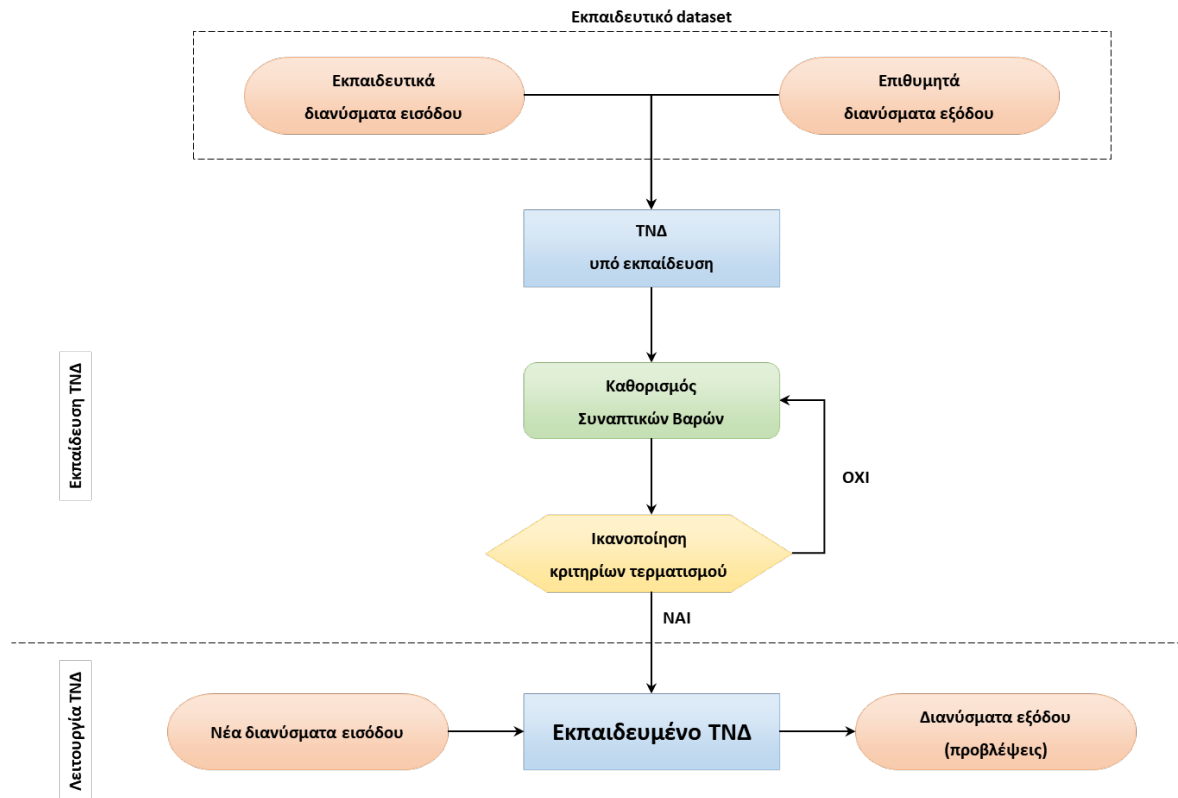 Εκπαιδευτικό dataset
Εκπαιδευτικά
διανύσματα εισόδου
Επιθυμητά
διανύσματα εξόδου
ΤΝΔ
υπό εκπαίδευση
Εκπαίδευση ΤΝΔ
Καθορισμός
Συναπτικών Βαρών
ΟΧΙ
Ικανοποίηση
κριτηρίων τερματισμού
ΝΑΙ
Λειτουργία ΤΝΔ
Νέα διανύσματα εισόδου
Εκπαιδευμένο ΤΝΔ
Διανύσματα εξόδου
(προβλέψεις)